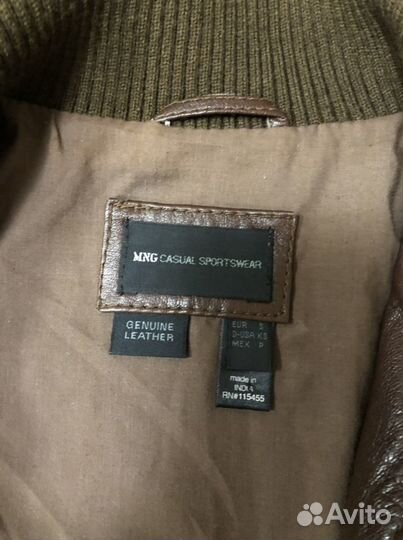 MNG CASUAL SPORTSWEAR
GENUINE
LEATHER
EUR S
D-USA XS
MEX P
made in
INDIA
RN#115455
Avito